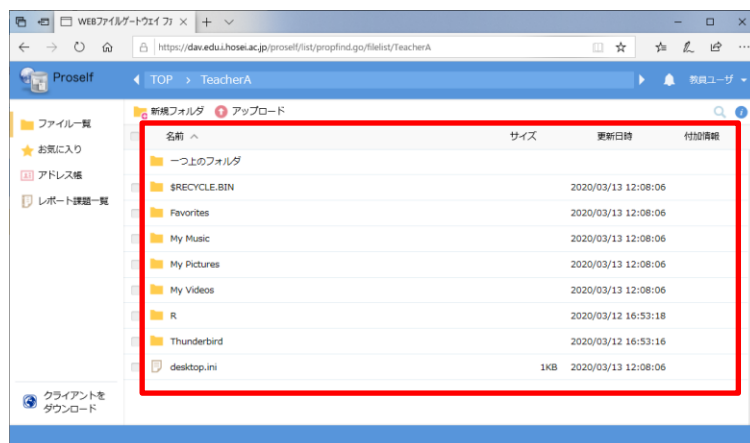 WEBファイルゲートウェイ ファ
https://dav.edu.i.hosei.ac.jp/proself/list/propfind.go/filelist/TeacherA
Proself
TOP > TeacherA
教員ユーザ
ファイル一覧
お気に入り
アドレス帳
レポート課題一覧
新規フォルダ アップロード
名前 サイズ 更新日時 付加情報
一つ上のフォルダ
$RECYCLE.BIN 2020/03/13 12:08:06
Favorites 2020/03/13 12:08:06
My Music 2020/03/13 12:08:06
My Pictures 2020/03/13 12:08:06
My Videos 2020/03/13 12:08:06
R 2020/03/12 16:53:18
Thunderbird 2020/03/12 16:53:16
desktop.ini 1KB 2020/03/13 12:08:06
クライアントを
ダウンロード